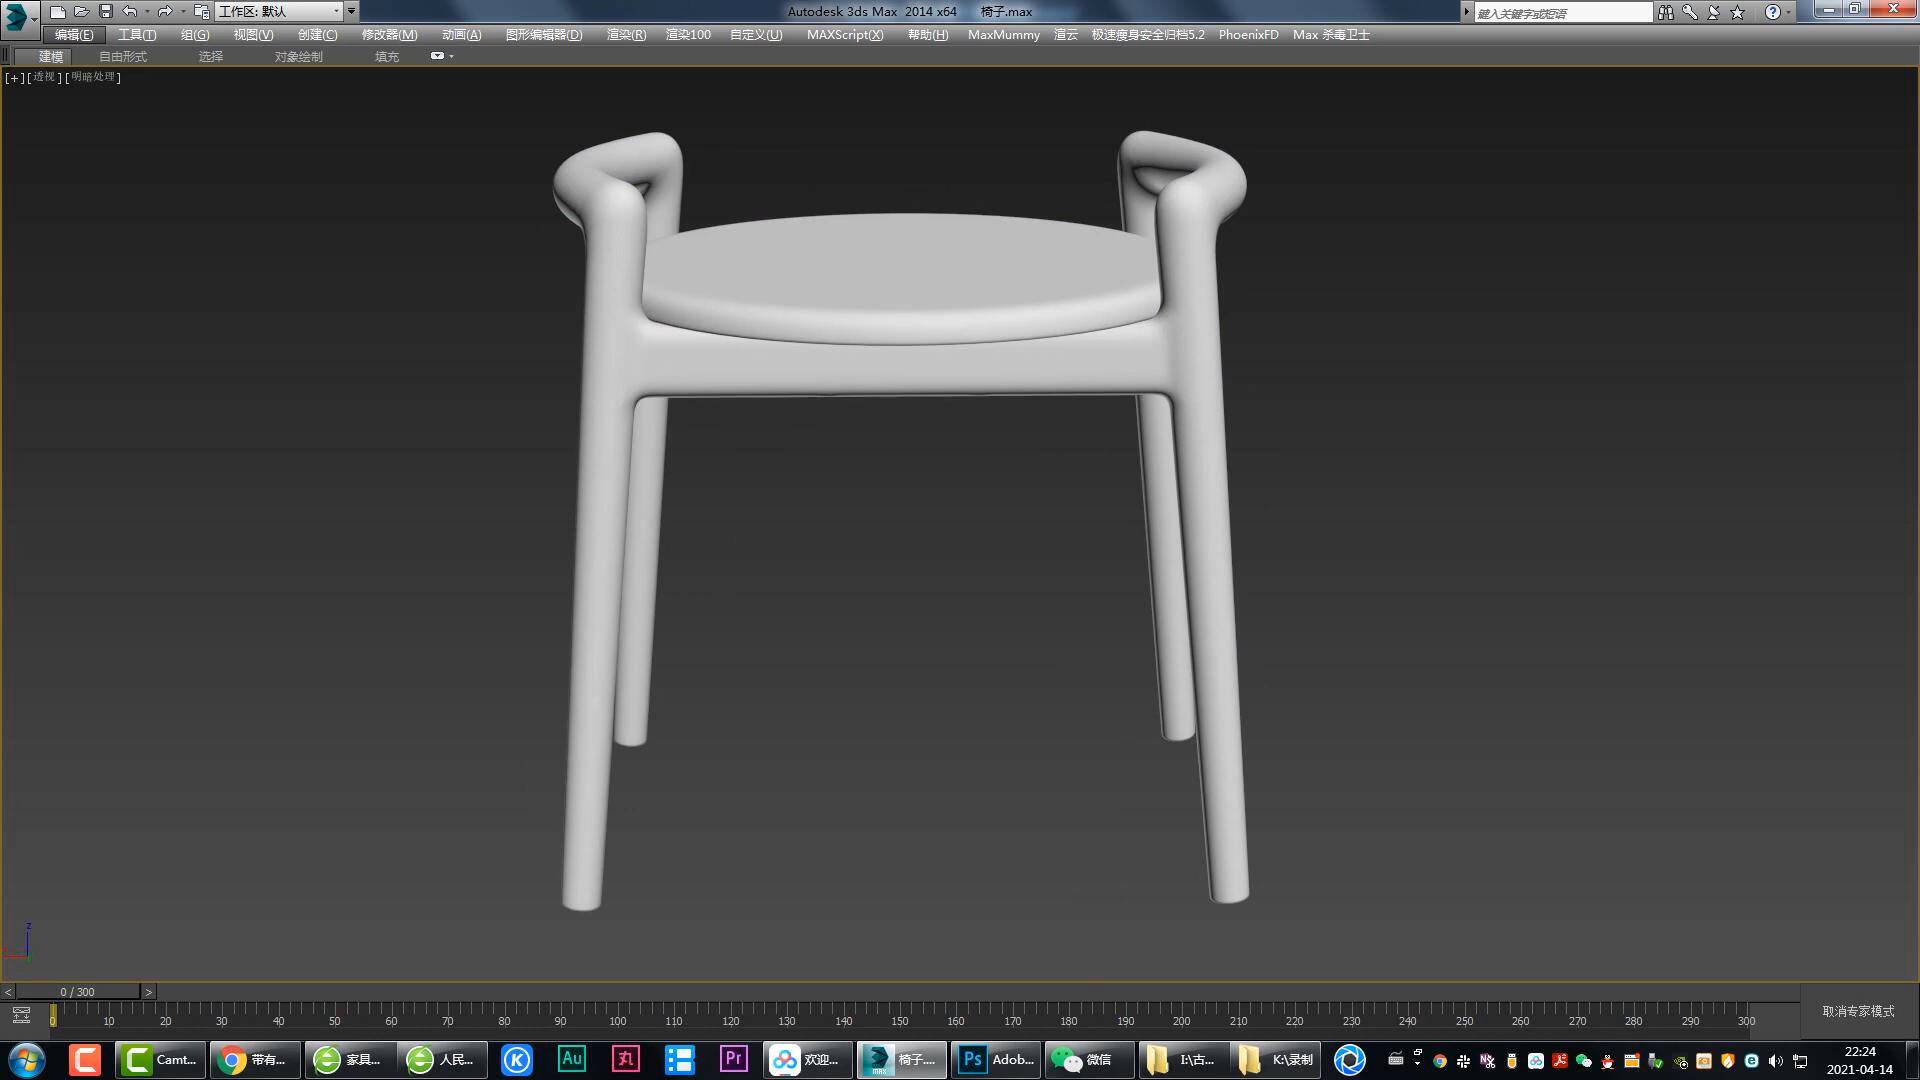 工作区: 默认
Autodesk 3ds Max 2014 x64 椅子.max
键入关键字或短语
编辑(E) 工具(T) 组(G) 视图(V) 创建(C) 修改器(M) 动画(A) 图形编辑器(D) 渲染(R) 渲染100 自定义(U) MAXScript(X) 帮助(H) MaxMummy 渲云 极速瘦身安全归档5.2 PhoenixFD Max 杀毒卫士
建模 自由形式 选择 对象绘制 填充
[+][透视][明暗处理]
z
< 0 / 300 >
0 10 20 30 40 50 60 70 80 90 100 110 120 130 140 150 160 170 180 190 200 210 220 230 240 250 260 270 280 290 300
取消专家模式
Camt... 带有... 家具... 人民... Au 丸 Pr 欢迎... MAX 椅子.... Ps Adob... 微信 I:\古... K:\录制
22:24
2021-04-14